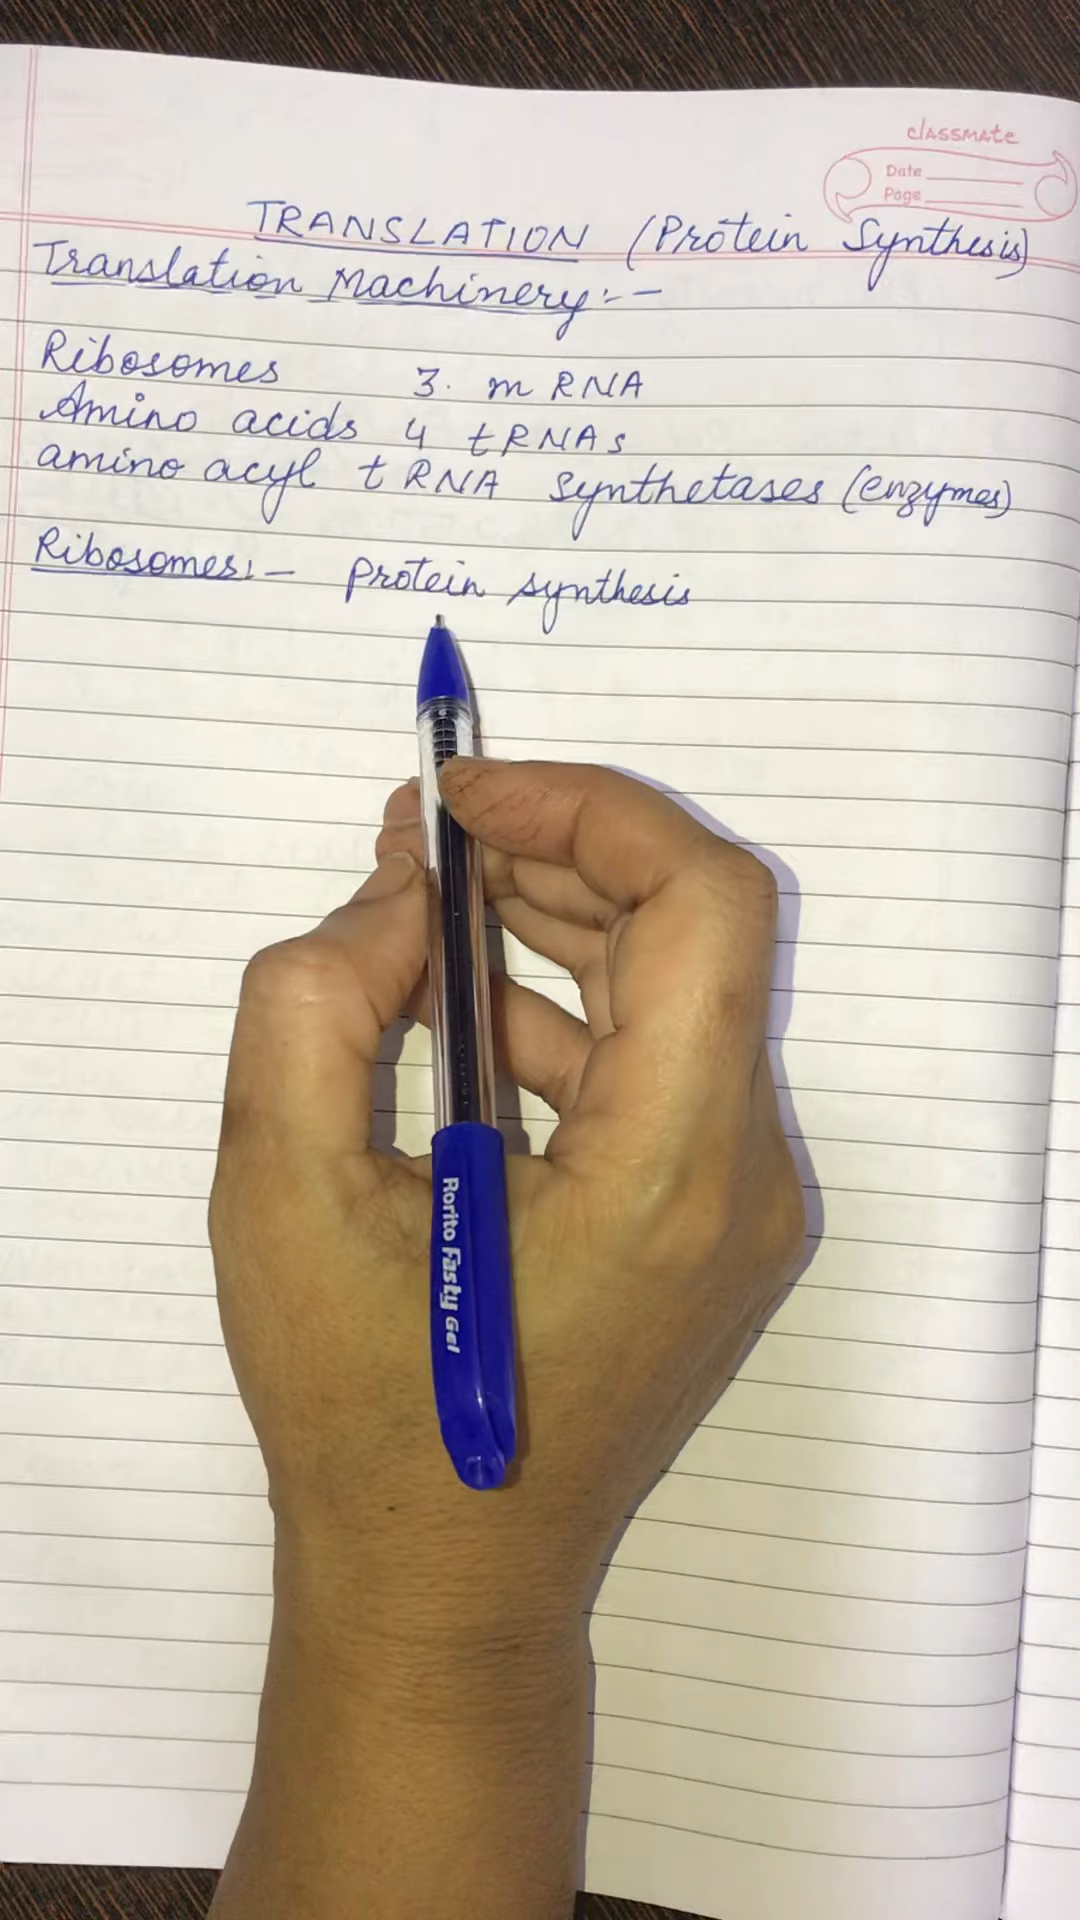 classmate
Date
Page
TRANSLATION (Protein Synthesis)
Translation Machinery:-
Ribosomes 3. mRNA
Amino acids 4 tRNAs
amino acyl tRNA synthetases (enzymes)
Ribosomes:- Protein synthesis
Rorito Fasty Gel